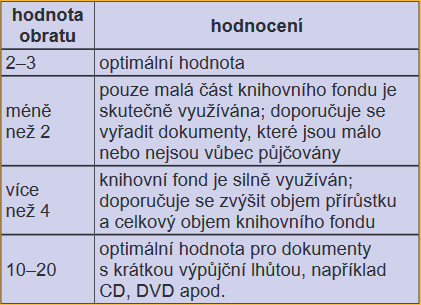 hodnota
obratu
hodnocení
2–3
optimální hodnota
méně
než 2
pouze malá část knihovního fondu je
skutečně využívána; doporučuje se
vyřadit dokumenty, které jsou málo
nebo nejsou vůbec půjčovány
více
než 4
knihovní fond je silně využíván;
doporučuje se zvýšit objem přírůstku
a celkový objem knihovního fondu
10–20
optimální hodnota pro dokumenty
s krátkou výpůjční lhůtou, například
CD, DVD apod.